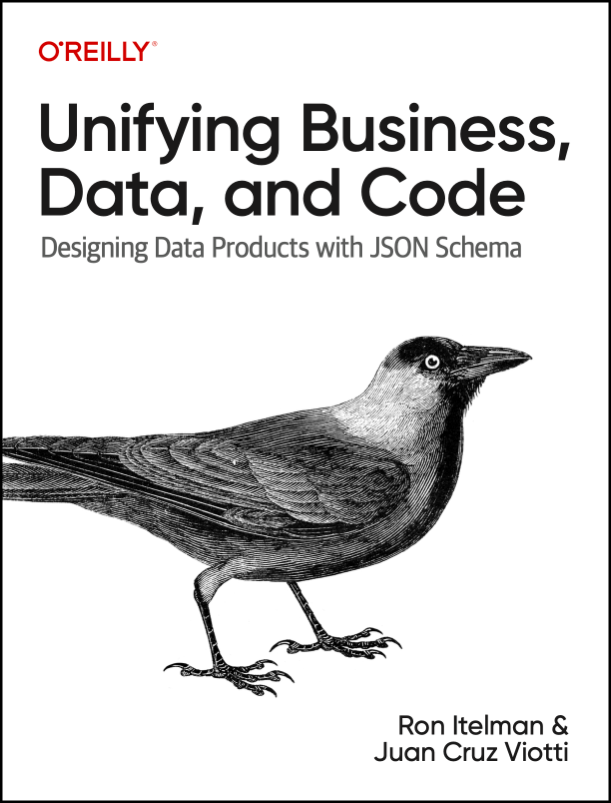 O'REILLY®
Unifying Business,
Data, and Code
Designing Data Products with JSON Schema
Ron Itelman &
Juan Cruz Viotti